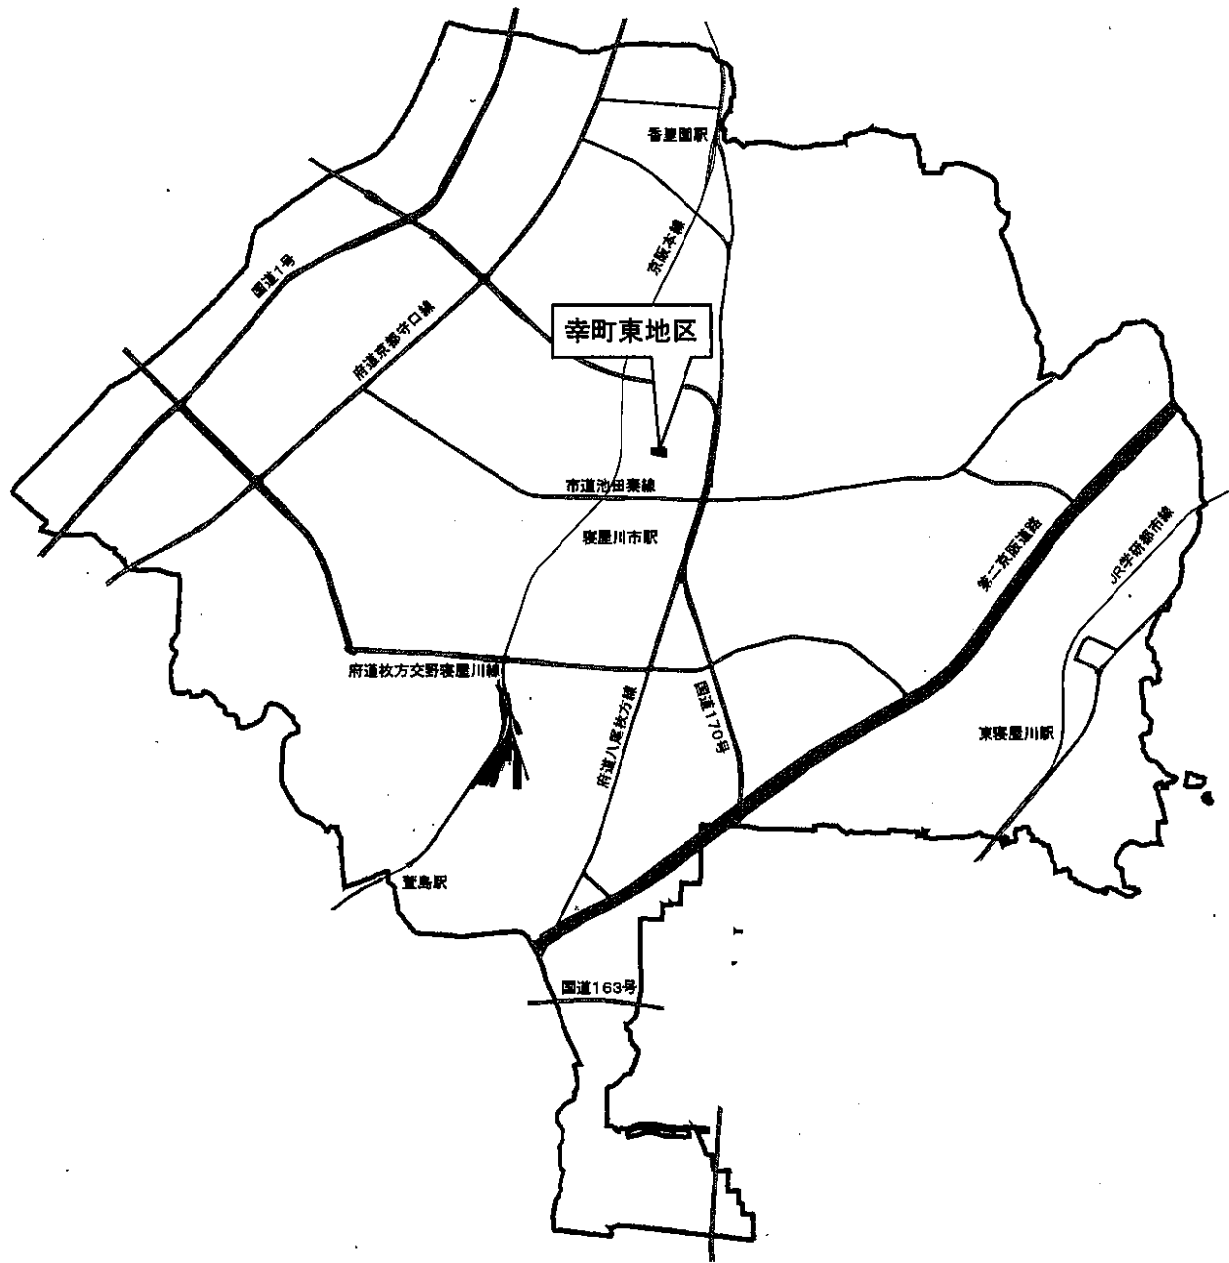 香里園駅
京阪本線
国道1号
府道京都守口線
幸町東地区
市道池田秦線
寝屋川市駅
第二京阪道路
JR学研都市線
府道枚方交野寝屋川線
府道八尾枚方線
国道170号
東寝屋川駅
萱島駅
国道163号